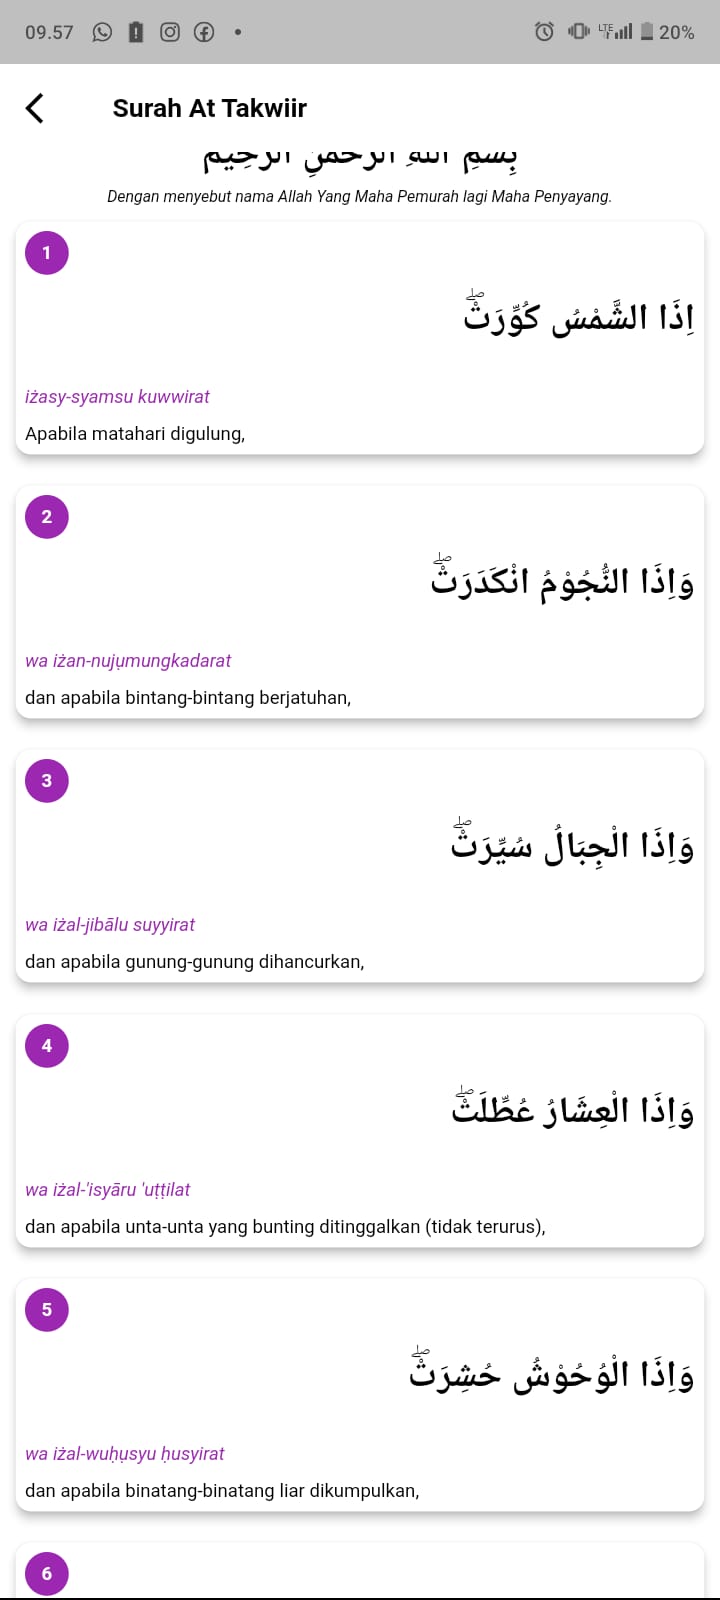 09.57
LTE 20%
Surah At Takwiir
بِسْمِ اللهِ الرَّحْمٰنِ الرَّحِيْمِ
Dengan menyebut nama Allah Yang Maha Pemurah lagi Maha Penyayang.
1
اِذَا الشَّمْسُ كُوِّرَتْۖ
iżasy-syamsu kuwwirat
Apabila matahari digulung,
2
وَاِذَا النُّجُوْمُ انْكَدَرَتْۖ
wa iżan-nujụmungkadarat
dan apabila bintang-bintang berjatuhan,
3
وَاِذَا الْجِبَالُ سُيِّرَتْۖ
wa iżal-jibālu suyyirat
dan apabila gunung-gunung dihancurkan,
4
وَاِذَا الْعِشَارُ عُطِّلَتْۖ
wa iżal-'isyāru 'uṭṭilat
dan apabila unta-unta yang bunting ditinggalkan (tidak terurus),
5
وَاِذَا الْوُحُوْشُ حُشِرَتْۖ
wa iżal-wuḥụsyu ḥusyirat
dan apabila binatang-binatang liar dikumpulkan,
6